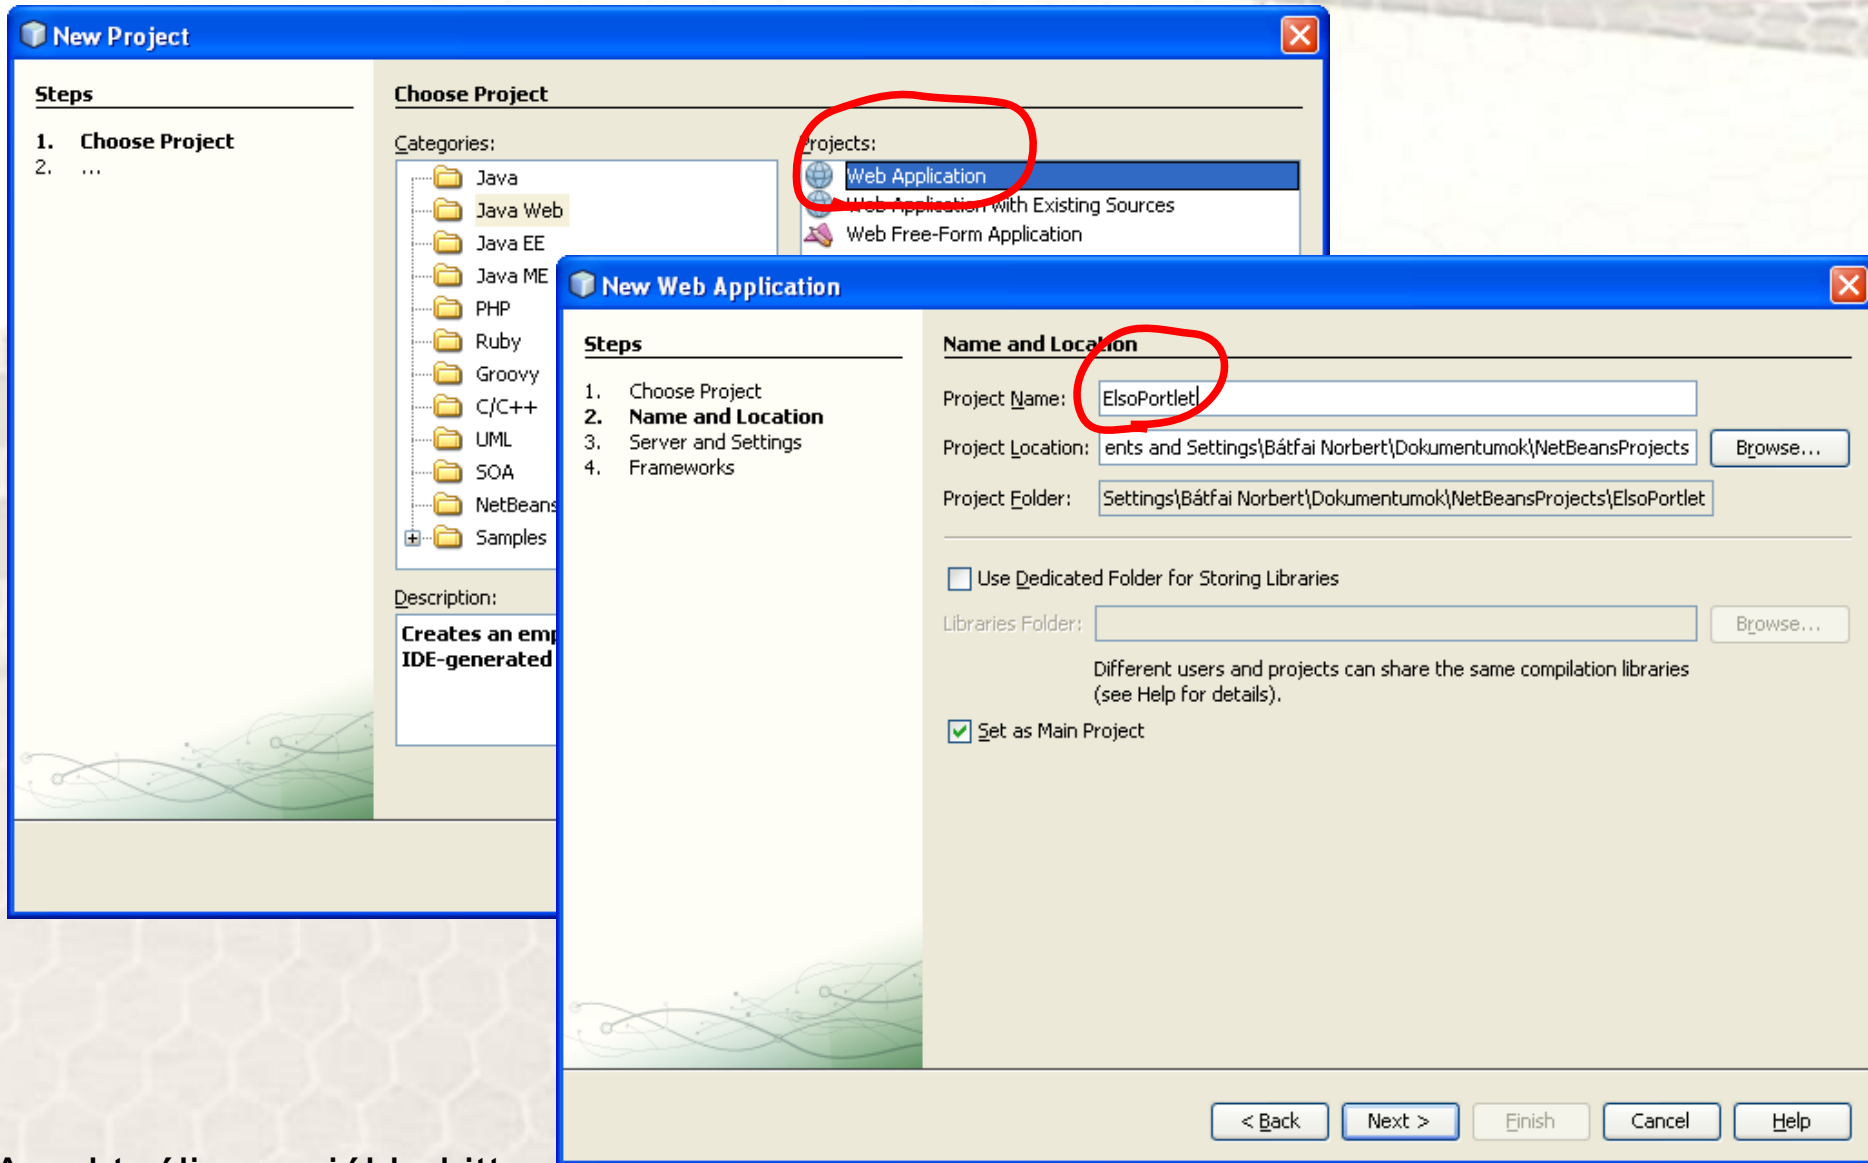 New Project
Steps
1. Choose Project
2. ...
Choose Project
Categories:
Java
Java Web
Java EE
Java ME
PHP
Ruby
Groovy
C/C++
UML
SOA
NetBeans
Samples
Projects:
Web Application
Web Application with Existing Sources
Web Free-Form Application
Description:
Creates an emp
IDE-generated
New Web Application
Steps
1. Choose Project
2. Name and Location
3. Server and Settings
4. Frameworks
Name and Location
Project Name: ElsoPortlet
Project Location: ents and Settings\Bátfai Norbert\Dokumentumok\NetBeansProjects Browse...
Project Folder: Settings\Bátfai Norbert\Dokumentumok\NetBeansProjects\ElsoPortlet
Use Dedicated Folder for Storing Libraries
Libraries Folder: Browse...
Different users and projects can share the same compilation libraries
(see Help for details).
Set as Main Project
< Back Next > Finish Cancel Help